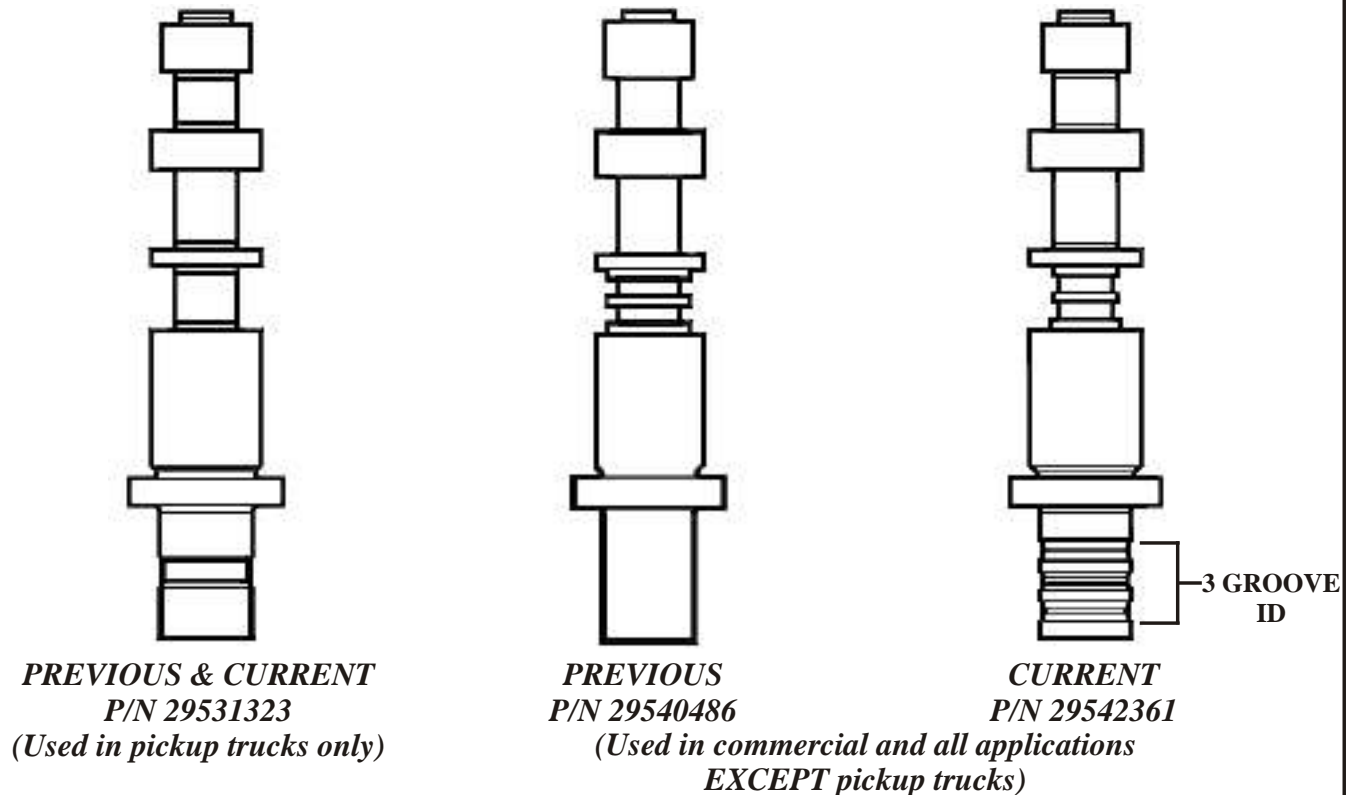 3 GROOVE
ID
PREVIOUS & CURRENT
P/N 29531323
(Used in pickup trucks only)
PREVIOUS
P/N 29540486
CURRENT
P/N 29542361
(Used in commercial and all applications
EXCEPT pickup trucks)